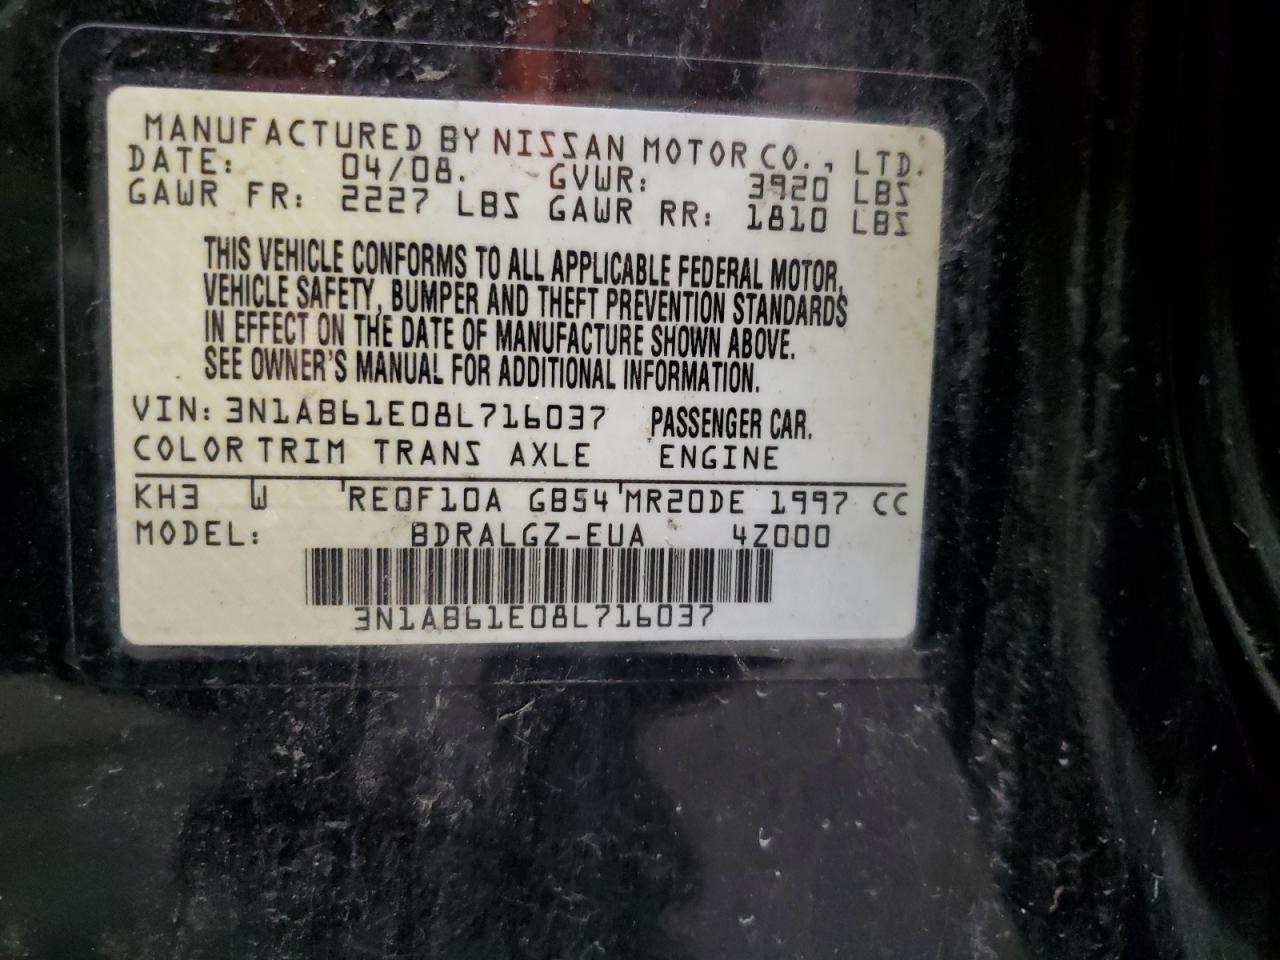 MANUFACTURED BY NISSAN MOTOR CO., LTD.
DATE: 04/08. GVWR: 3920 LBS
GAWR FR: 2227 LBS GAWR RR: 1810 LBS
THIS VEHICLE CONFORMS TO ALL APPLICABLE FEDERAL MOTOR
VEHICLE SAFETY, BUMPER AND THEFT PREVENTION STANDARDS
IN EFFECT ON THE DATE OF MANUFACTURE SHOWN ABOVE.
SEE OWNER'S MANUAL FOR ADDITIONAL INFORMATION.
VIN: 3N1AB61E08L716037 PASSENGER CAR.
COLOR TRIM TRANS AXLE ENGINE
KH3 W RE0F10A GB54 MR20DE 1997 CC
MODEL: BDRALGZ-EUA 4Z000
3N1AB61E08L716037